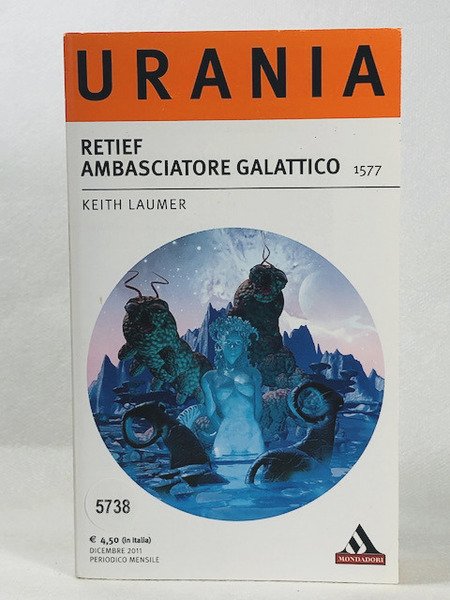 URANIA
RETIEF
AMBASCIATORE GALATTICO 1577
KEITH LAUMER
5738
€ 4,50 (in Italia)
DICEMBRE 2011
PERIODICO MENSILE
MONDADORI